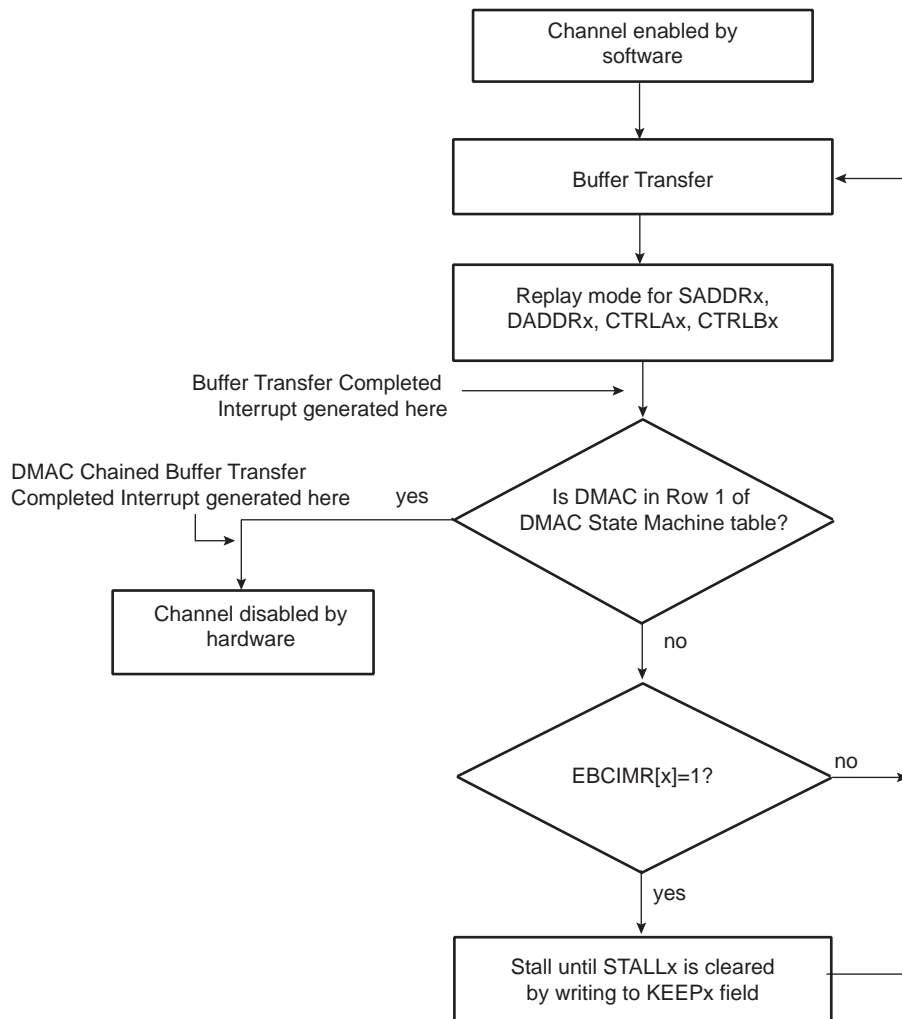 Channel enabled by
software
Buffer Transfer
Replay mode for SADDRx,
DADDRx, CTRLAx, CTRLBx
Buffer Transfer Completed
Interrupt generated here
DMAC Chained Buffer Transfer
Completed Interrupt generated here
yes
Is DMAC in Row 1 of
DMAC State Machine table?
Channel disabled by
hardware
no
EBCIMR[x]=1?
no
yes
Stall until STALLx is cleared
by writing to KEEPx field